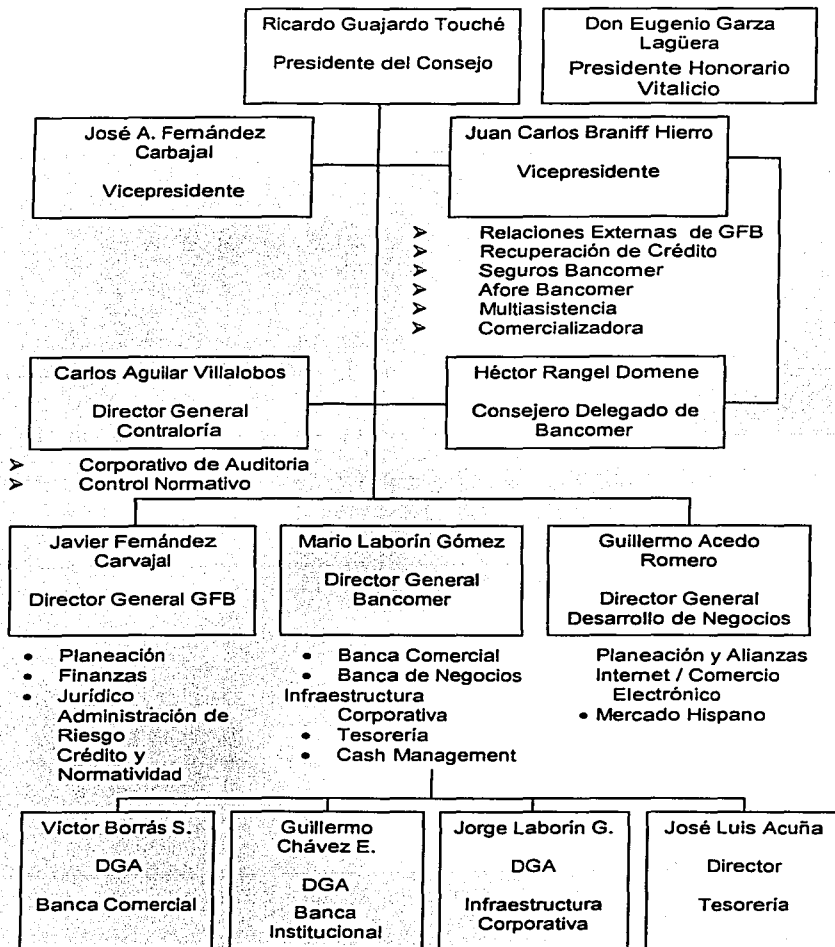 Ricardo Guajardo Touché
Presidente del Consejo
Don Eugenio Garza
Lagüera
Presidente Honorario
Vitalicio
José A. Fernández
Carbajal
Vicepresidente
Juan Carlos Braniff Hierro
Vicepresidente
➢ Relaciones Externas de GFB
➢ Recuperación de Crédito
➢ Seguros Bancomer
➢ Afore Bancomer
➢ Multiasistencia
➢ Comercializadora
Carlos Aguilar Villalobos
Director General
Contraloría
Héctor Rangel Domene
Consejero Delegado de
Bancomer
➢ Corporativo de Auditoria
➢ Control Normativo
Javier Fernández
Carvajal
Director General GFB
Mario Laborín Gómez
Director General
Bancomer
Guillermo Acedo
Romero
Director General
Desarrollo de Negocios
• Planeación
• Finanzas
• Jurídico
Administración de
Riesgo
Crédito y
Normatividad
• Banca Comercial
• Banca de Negocios
Infraestructura
Corporativa
• Tesorería
• Cash Management
Planeación y Alianzas
Internet / Comercio
Electrónico
• Mercado Hispano
Víctor Borrás S.
DGA
Banca Comercial
Guillermo
Chávez E.
DGA
Banca
Institucional
Jorge Laborín G.
DGA
Infraestructura
Corporativa
José Luis Acuña
Director
Tesorería